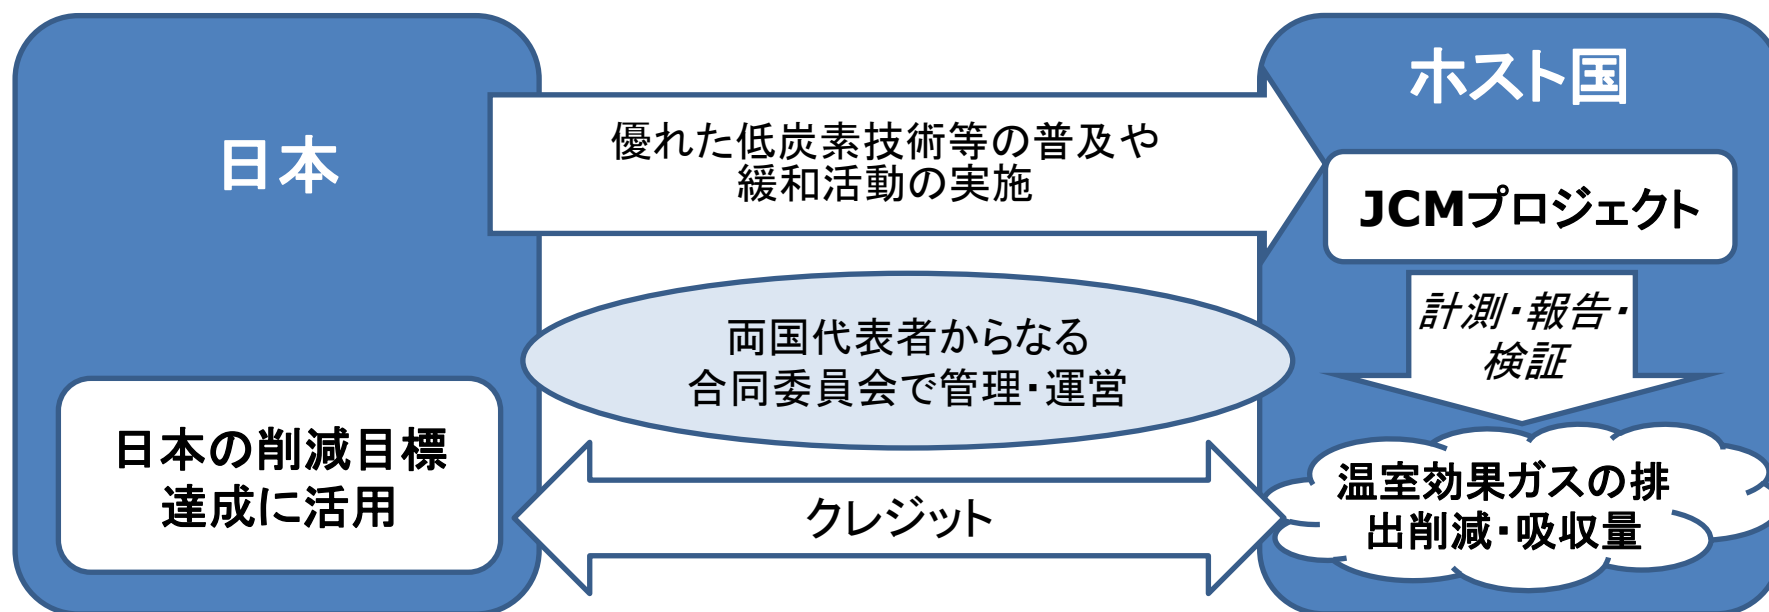 日本
優れた低炭素技術等の普及や
緩和活動の実施
ホスト国
JCMプロジェクト
計測・報告・
検証
両国代表者からなる
合同委員会で管理・運営
日本の削減目標
達成に活用
クレジット
温室効果ガスの排
出削減・吸収量